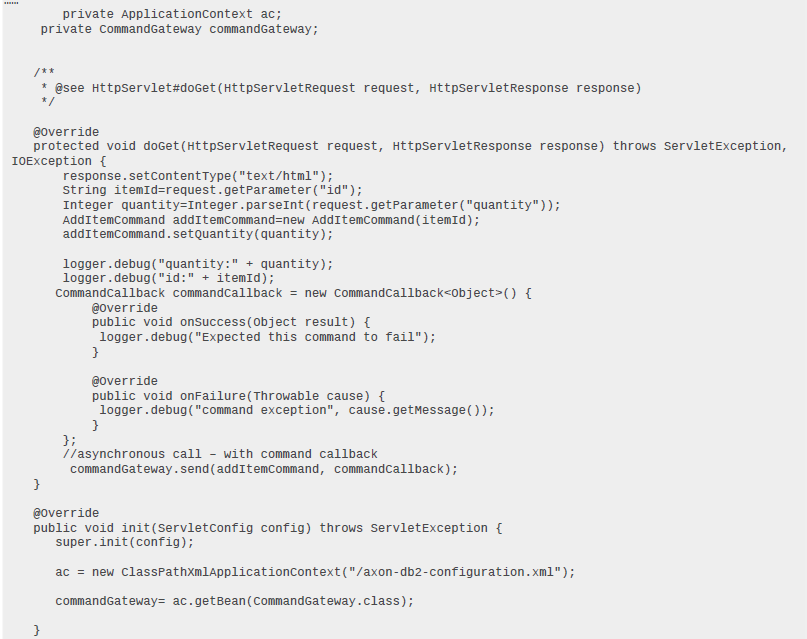 private ApplicationContext ac;
private CommandGateway commandGateway;
/**
* @see HttpServlet#doGet(HttpServletRequest request, HttpServletResponse response)
*/
@Override
protected void doGet(HttpServletRequest request, HttpServletResponse response) throws ServletException,
IOException {
response.setContentType("text/html");
String itemId=request.getParameter("id");
Integer quantity=Integer.parseInt(request.getParameter("quantity"));
AddItemCommand addItemCommand=new AddItemCommand(itemId);
addItemCommand.setQuantity(quantity);
logger.debug("quantity:" + quantity);
logger.debug("id:" + itemId);
CommandCallback commandCallback = new CommandCallback<Object>() {
@Override
public void onSuccess(Object result) {
logger.debug("Expected this command to fail");
}
@Override
public void onFailure(Throwable cause) {
logger.debug("command exception", cause.getMessage());
}
};
//asynchronous call – with command callback
commandGateway.send(addItemCommand, commandCallback);
}
@Override
public void init(ServletConfig config) throws ServletException {
super.init(config);
ac = new ClassPathXmlApplicationContext("/axon-db2-configuration.xml");
commandGateway= ac.getBean(CommandGateway.class);
}